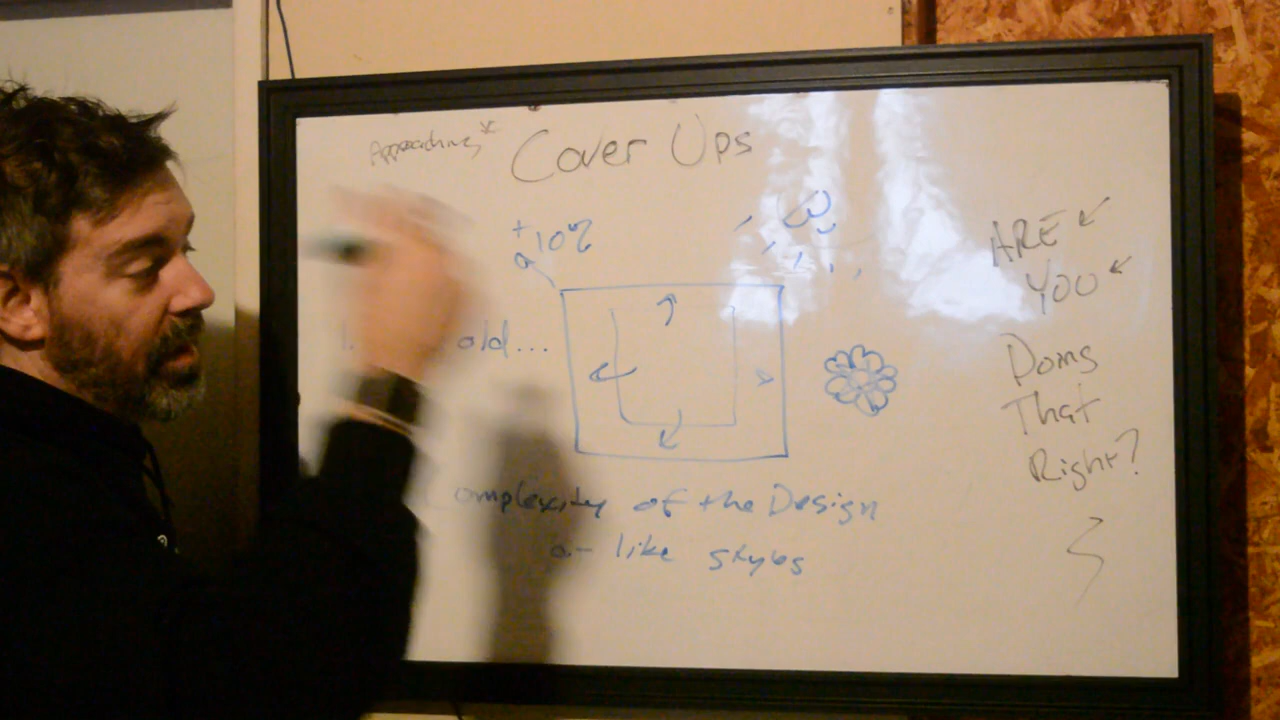 Approaching* Cover Ups
+10%
old...
omplexity of the Design
like styles
ARE
YOU
Doing
That
Right?